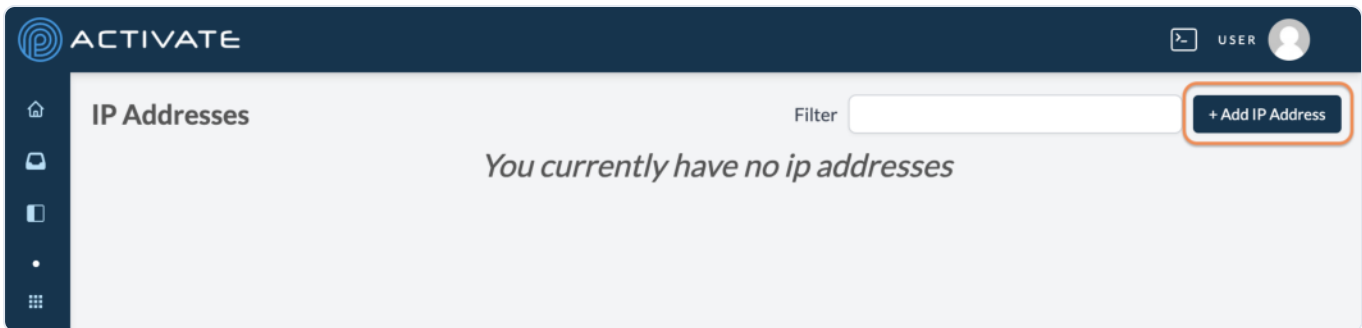 ACTIVATE
USER
IP Addresses
Filter
+ Add IP Address
You currently have no ip addresses